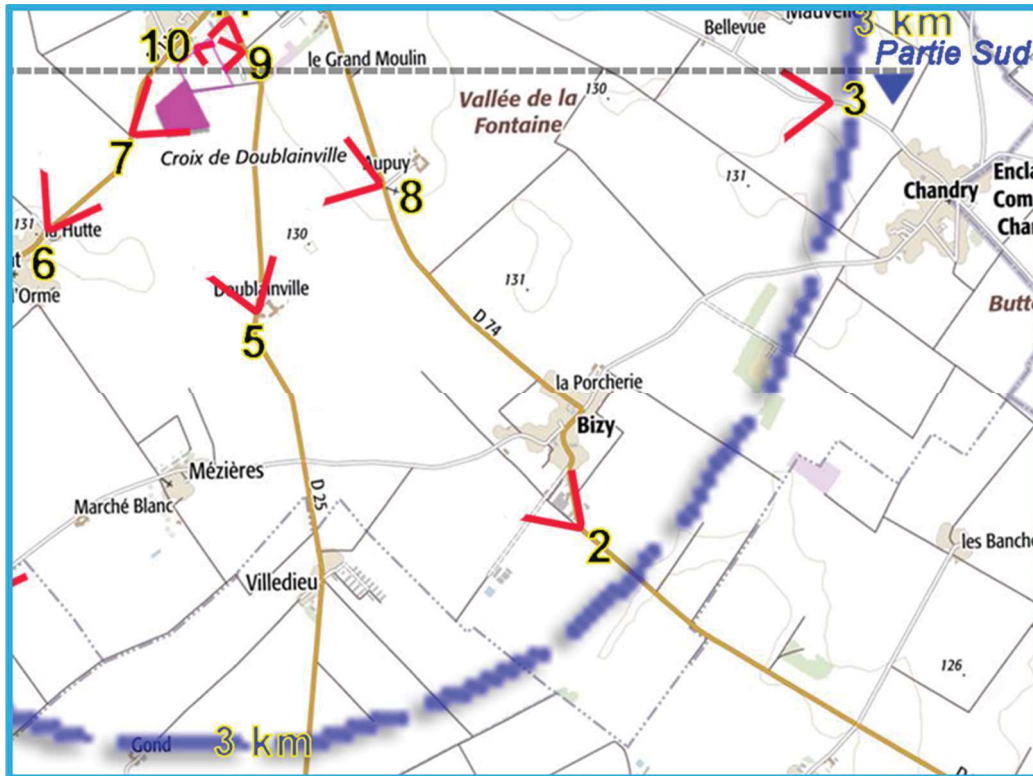 Bellevue
3 km
Partie Sud
10
9
le Grand Moulin
Vallée de la
Fontaine
130
3
7
Croix de Doublainville
Aupuy
8
131
Chandry
131
la Hutte
6
130
131
Doublainville
5
D 74
la Porcherie
Bizy
Mézières
Marché Blanc
D 25
2
Villedieu
126
Gond
3 km